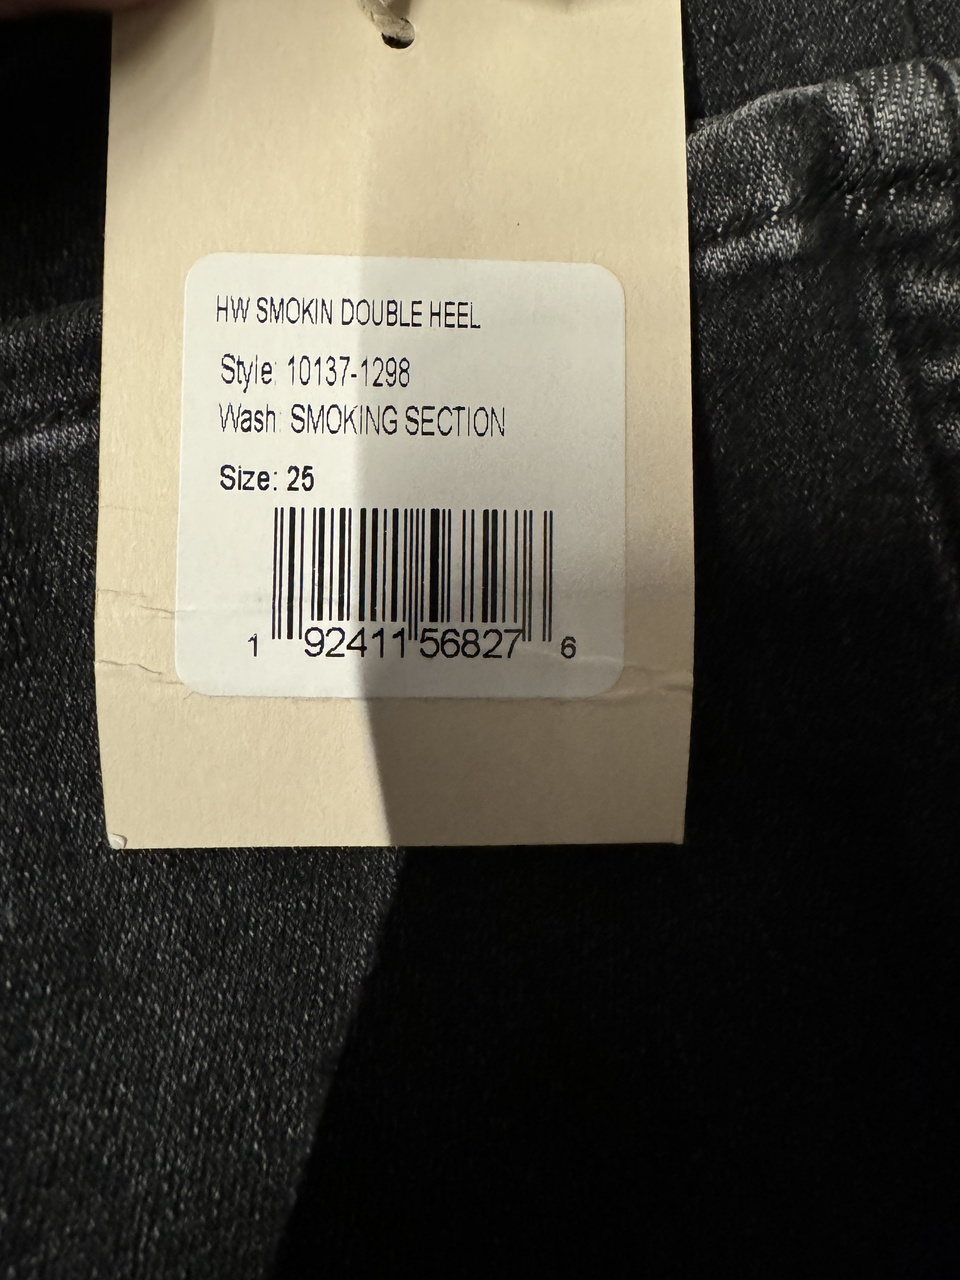 HW SMOKIN DOUBLE HEEL
Style: 10137-1298
Wash: SMOKING SECTION
Size: 25
1 92411 56827 6